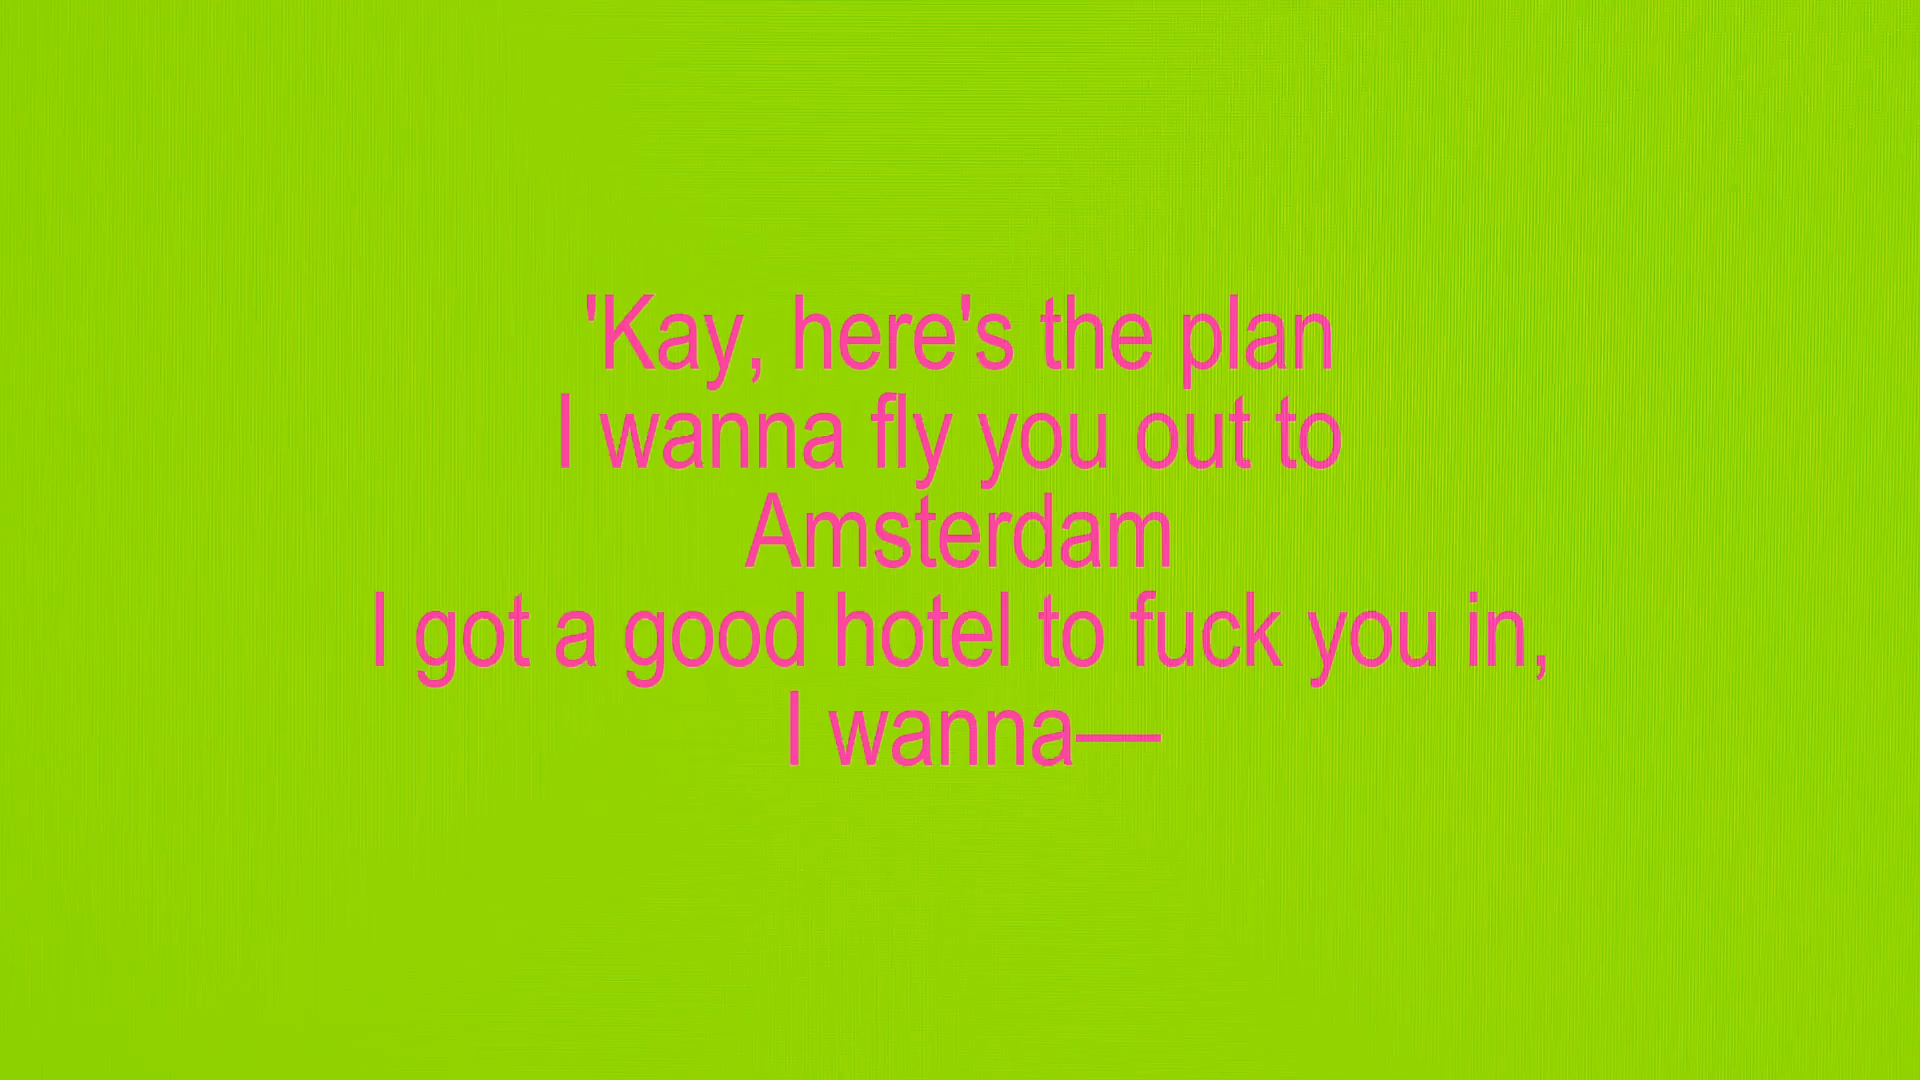 'Kay, here's the plan
I wanna fly you out to
Amsterdam
I got a good hotel to fuck you in,
I wanna—